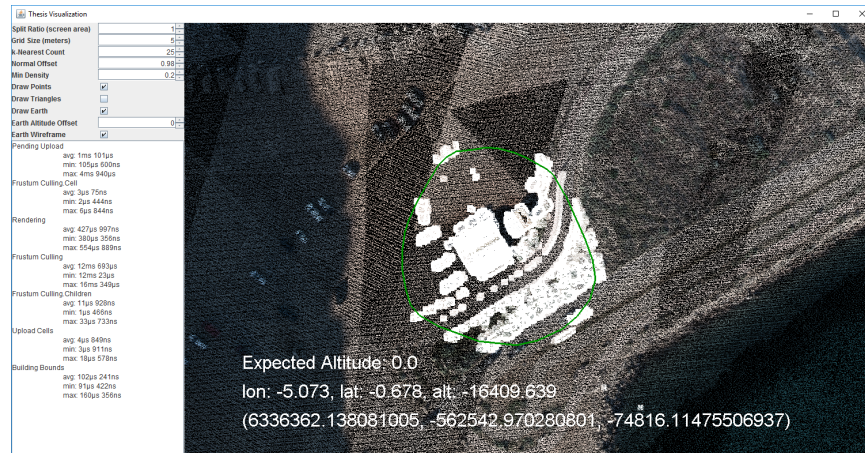 Thesis Visualization
Split Ratio (screen area) 1
Grid Size (meters) 5
k-Nearest Count 25
Normal Offset 0.98
Min Density 0.2
Draw Points
Draw Triangles
Draw Earth
Earth Altitude Offset 0
Earth Wireframe
Pending Upload
avg: 1ms 101µs
min: 105µs 600ns
max: 4ms 940µs
Frustum Culling.Cell
avg: 3µs 75ns
min: 2µs 444ns
max: 6µs 844ns
Rendering
avg: 427µs 997ns
min: 380µs 356ns
max: 554µs 889ns
Frustum Culling
avg: 12ms 693µs
min: 12ms 23µs
max: 16ms 349µs
Frustum Culling.Children
avg: 11µs 928ns
min: 1µs 466ns
max: 33µs 733ns
Upload Cells
avg: 4µs 849ns
min: 3µs 911ns
max: 18µs 578ns
Building Bounds
avg: 102µs 241ns
min: 91µs 422ns
max: 160µs 356ns
Expected Altitude: 0.0
lon: -5.073, lat: -0.678, alt: -16409.639
(6336362.138081005, -562542.970280801, -74816.11475506937)